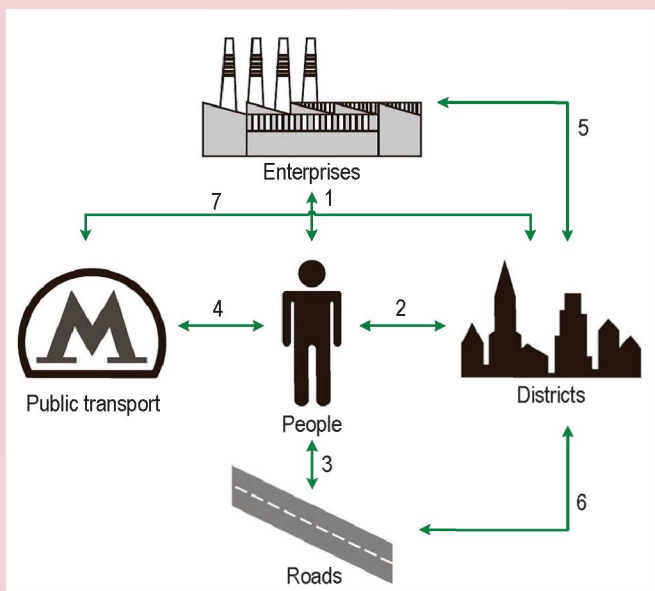 Enterprises
5
7
1
4
2
Public transport
People
Districts
3
6
Roads